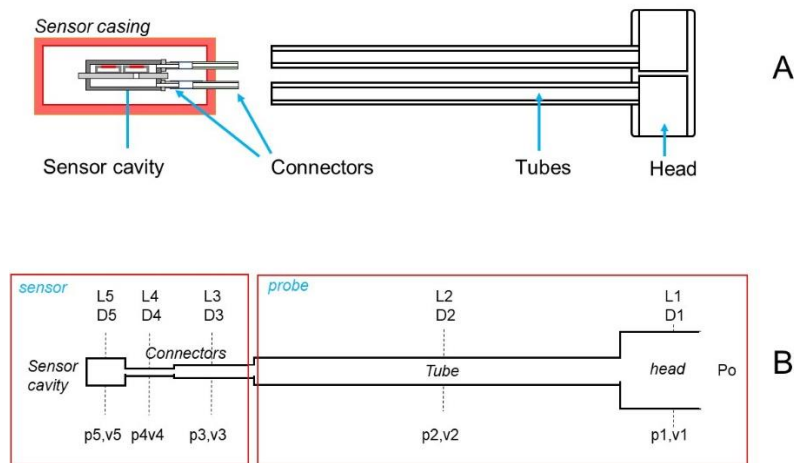 Sensor casing
A
Sensor cavity
Connectors
Tubes
Head
sensor
probe
L5 L4 L3 L2 L1
D5 D4 D3 D2 D1
Connectors
Sensor
cavity
Tube
head
Po
B
p5,v5 p4v4 p3,v3 p2,v2 p1,v1